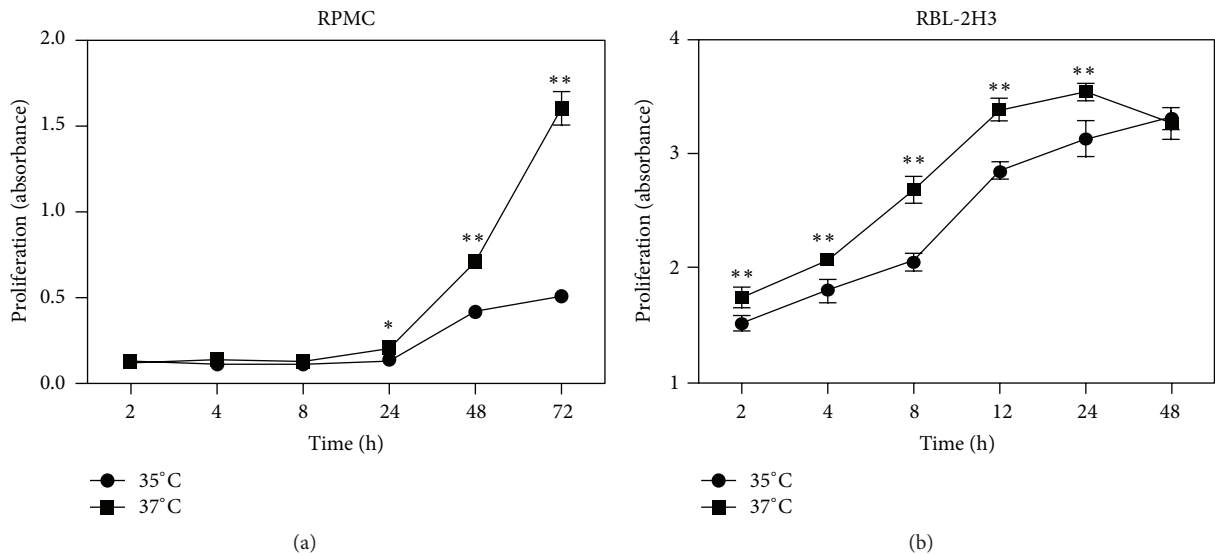 RPMC
2.0
1.5
1.0
0.5
0.0
Proliferation (absorbance)
**
**
*
2 4 8 24 48 72
Time (h)
35°C
37°C
(a)
RBL-2H3
4
3
2
1
Proliferation (absorbance)
** ** ** ** **
2 4 8 12 24 48
Time (h)
35°C
37°C
(b)